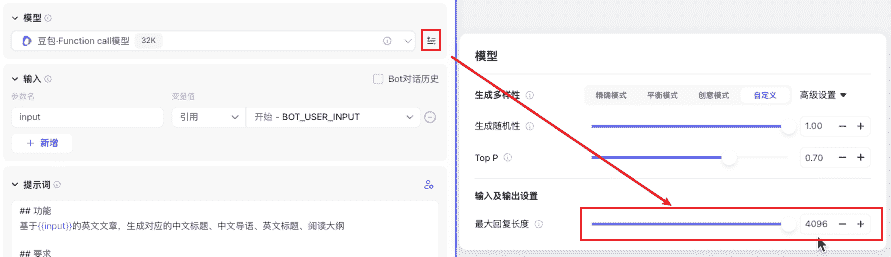 模型
豆包·Function call模型 32K
输入 Bot对话历史
参数名 变量值
input 引用 开始 - BOT_USER_INPUT
+ 新增
提示词
## 功能
基于{{input}}的英文文章，生成对应的中文标题、中文导语、英文标题、阅读大纲
## 要求
模型
生成多样性 精确模式 平衡模式 创意模式 自定义 高级设置
生成随机性 1.00 − +
Top P 0.70 − +
输入及输出设置
最大回复长度 4096 − +